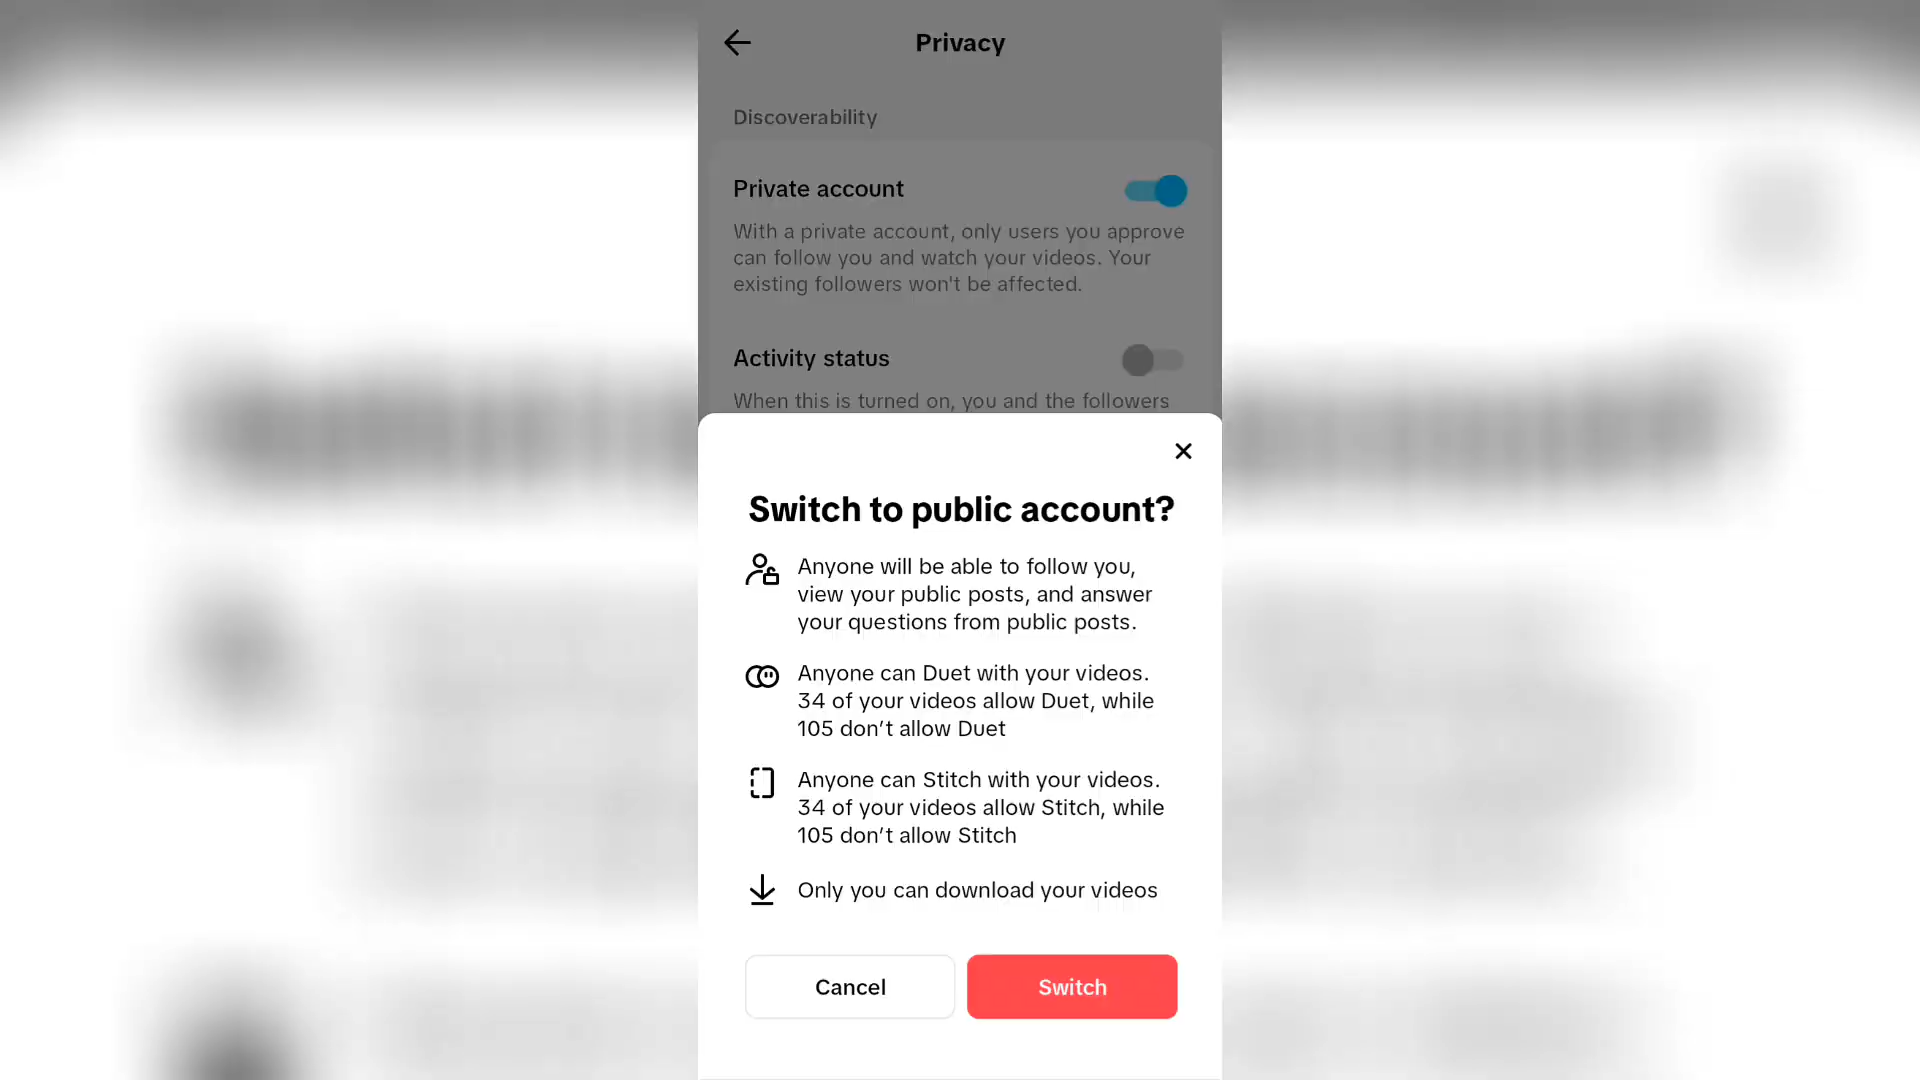 Privacy
Discoverability
Private account
With a private account, only users you approve
can follow you and watch your videos. Your
existing followers won't be affected.
Activity status
When this is turned on, you and the followers
Switch to public account?
Anyone will be able to follow you,
view your public posts, and answer
your questions from public posts.
Anyone can Duet with your videos.
34 of your videos allow Duet, while
105 don’t allow Duet
Anyone can Stitch with your videos.
34 of your videos allow Stitch, while
105 don’t allow Stitch
Only you can download your videos
Cancel
Switch